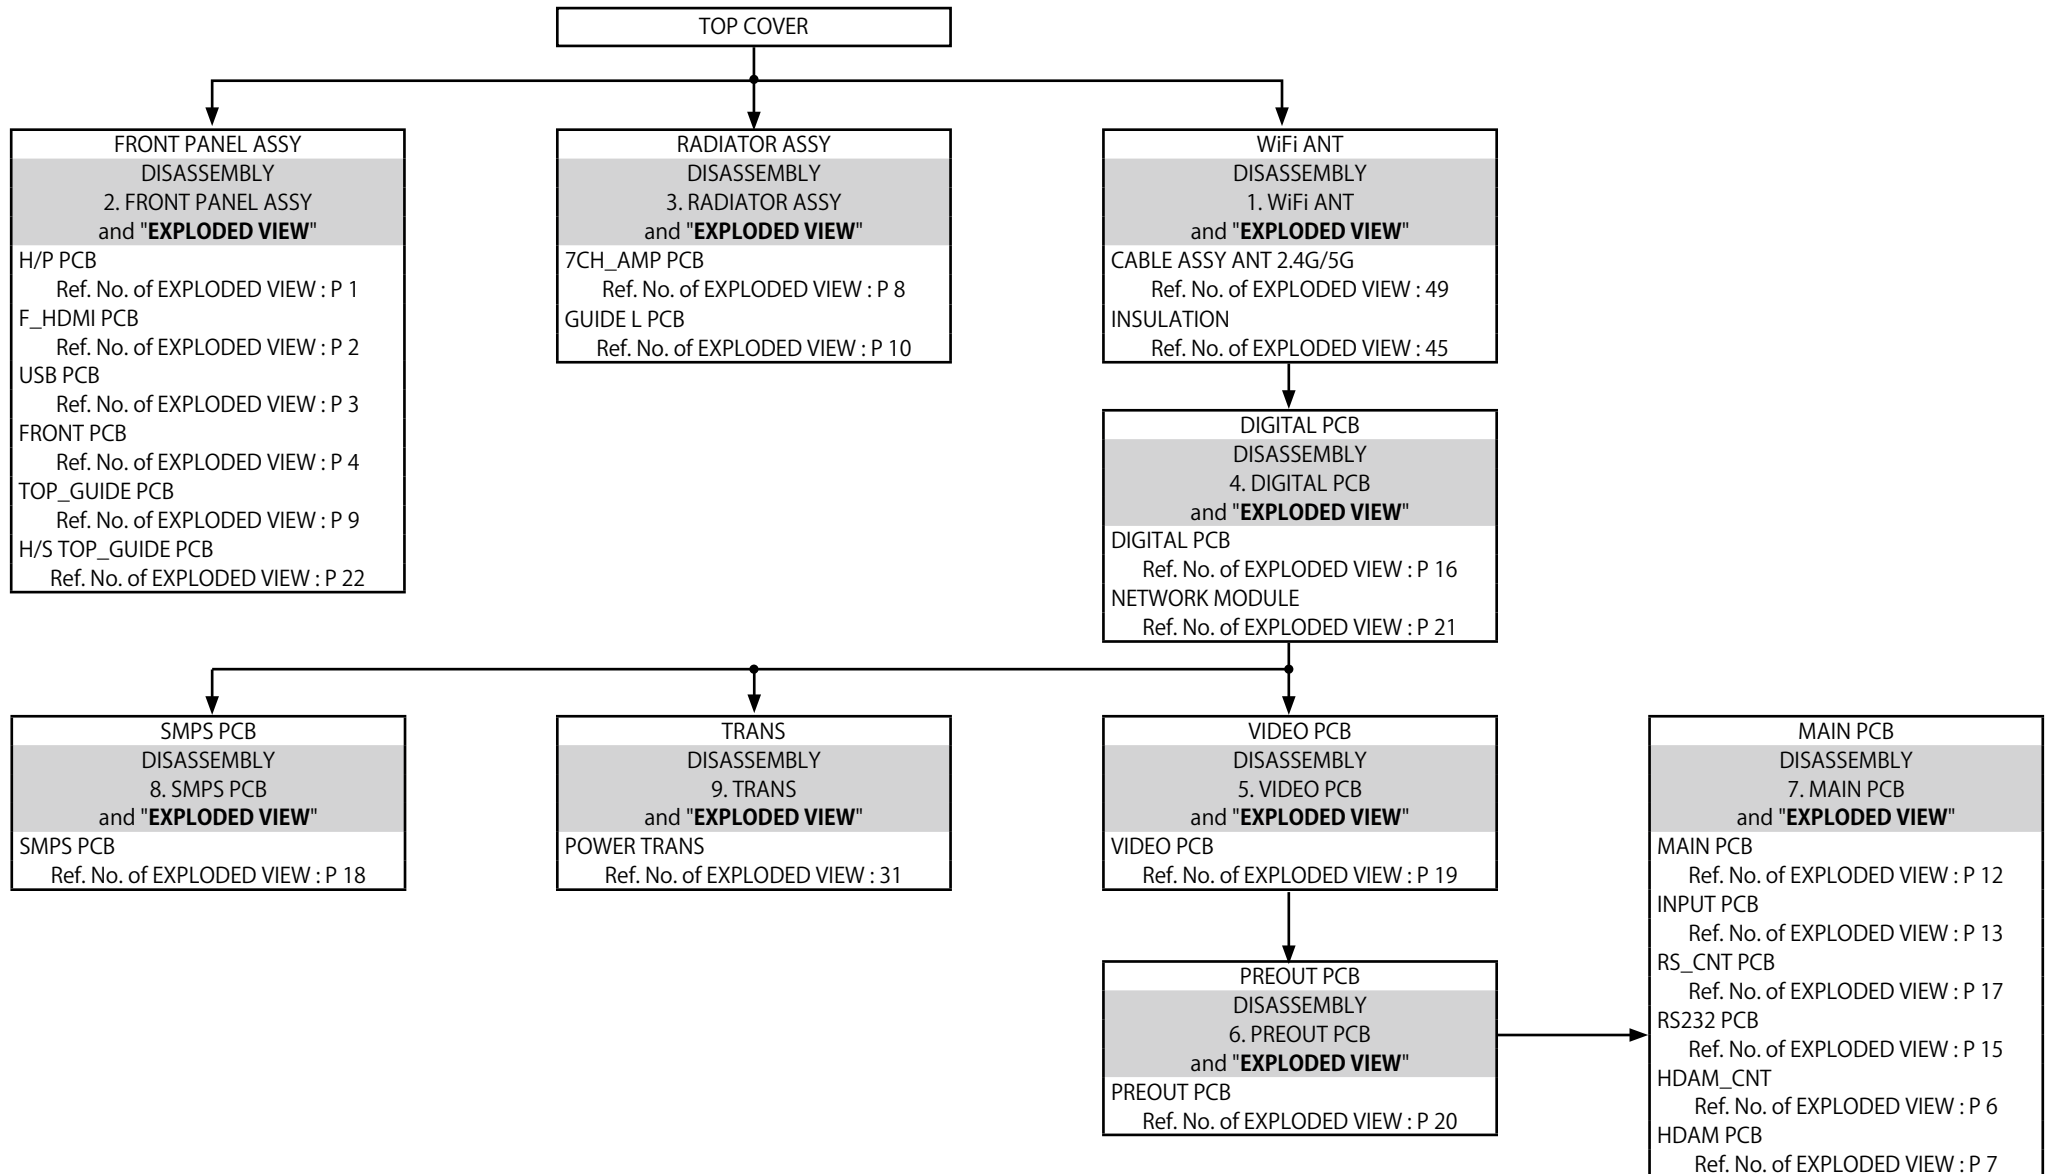 TOP COVER
FRONT PANEL ASSY
DISASSEMBLY
2. FRONT PANEL ASSY
and "EXPLODED VIEW"
H/P PCB
Ref. No. of EXPLODED VIEW : P 1
F_HDMI PCB
Ref. No. of EXPLODED VIEW : P 2
USB PCB
Ref. No. of EXPLODED VIEW : P 3
FRONT PCB
Ref. No. of EXPLODED VIEW : P 4
TOP_GUIDE PCB
Ref. No. of EXPLODED VIEW : P 9
H/S TOP_GUIDE PCB
Ref. No. of EXPLODED VIEW : P 22
RADIATOR ASSY
DISASSEMBLY
3. RADIATOR ASSY
and "EXPLODED VIEW"
7CH_AMP PCB
Ref. No. of EXPLODED VIEW : P 8
GUIDE L PCB
Ref. No. of EXPLODED VIEW : P 10
WiFi ANT
DISASSEMBLY
1. WiFi ANT
and "EXPLODED VIEW"
CABLE ASSY ANT 2.4G/5G
Ref. No. of EXPLODED VIEW : 49
INSULATION
Ref. No. of EXPLODED VIEW : 45
DIGITAL PCB
DISASSEMBLY
4. DIGITAL PCB
and "EXPLODED VIEW"
DIGITAL PCB
Ref. No. of EXPLODED VIEW : P 16
NETWORK MODULE
Ref. No. of EXPLODED VIEW : P 21
SMPS PCB
DISASSEMBLY
8. SMPS PCB
and "EXPLODED VIEW"
SMPS PCB
Ref. No. of EXPLODED VIEW : P 18
TRANS
DISASSEMBLY
9. TRANS
and "EXPLODED VIEW"
POWER TRANS
Ref. No. of EXPLODED VIEW : 31
VIDEO PCB
DISASSEMBLY
5. VIDEO PCB
and "EXPLODED VIEW"
VIDEO PCB
Ref. No. of EXPLODED VIEW : P 19
PREOUT PCB
DISASSEMBLY
6. PREOUT PCB
and "EXPLODED VIEW"
PREOUT PCB
Ref. No. of EXPLODED VIEW : P 20
MAIN PCB
DISASSEMBLY
7. MAIN PCB
and "EXPLODED VIEW"
MAIN PCB
Ref. No. of EXPLODED VIEW : P 12
INPUT PCB
Ref. No. of EXPLODED VIEW : P 13
RS_CNT PCB
Ref. No. of EXPLODED VIEW : P 17
RS232 PCB
Ref. No. of EXPLODED VIEW : P 15
HDAM_CNT
Ref. No. of EXPLODED VIEW : P 6
HDAM PCB
Ref. No. of EXPLODED VIEW : P 7